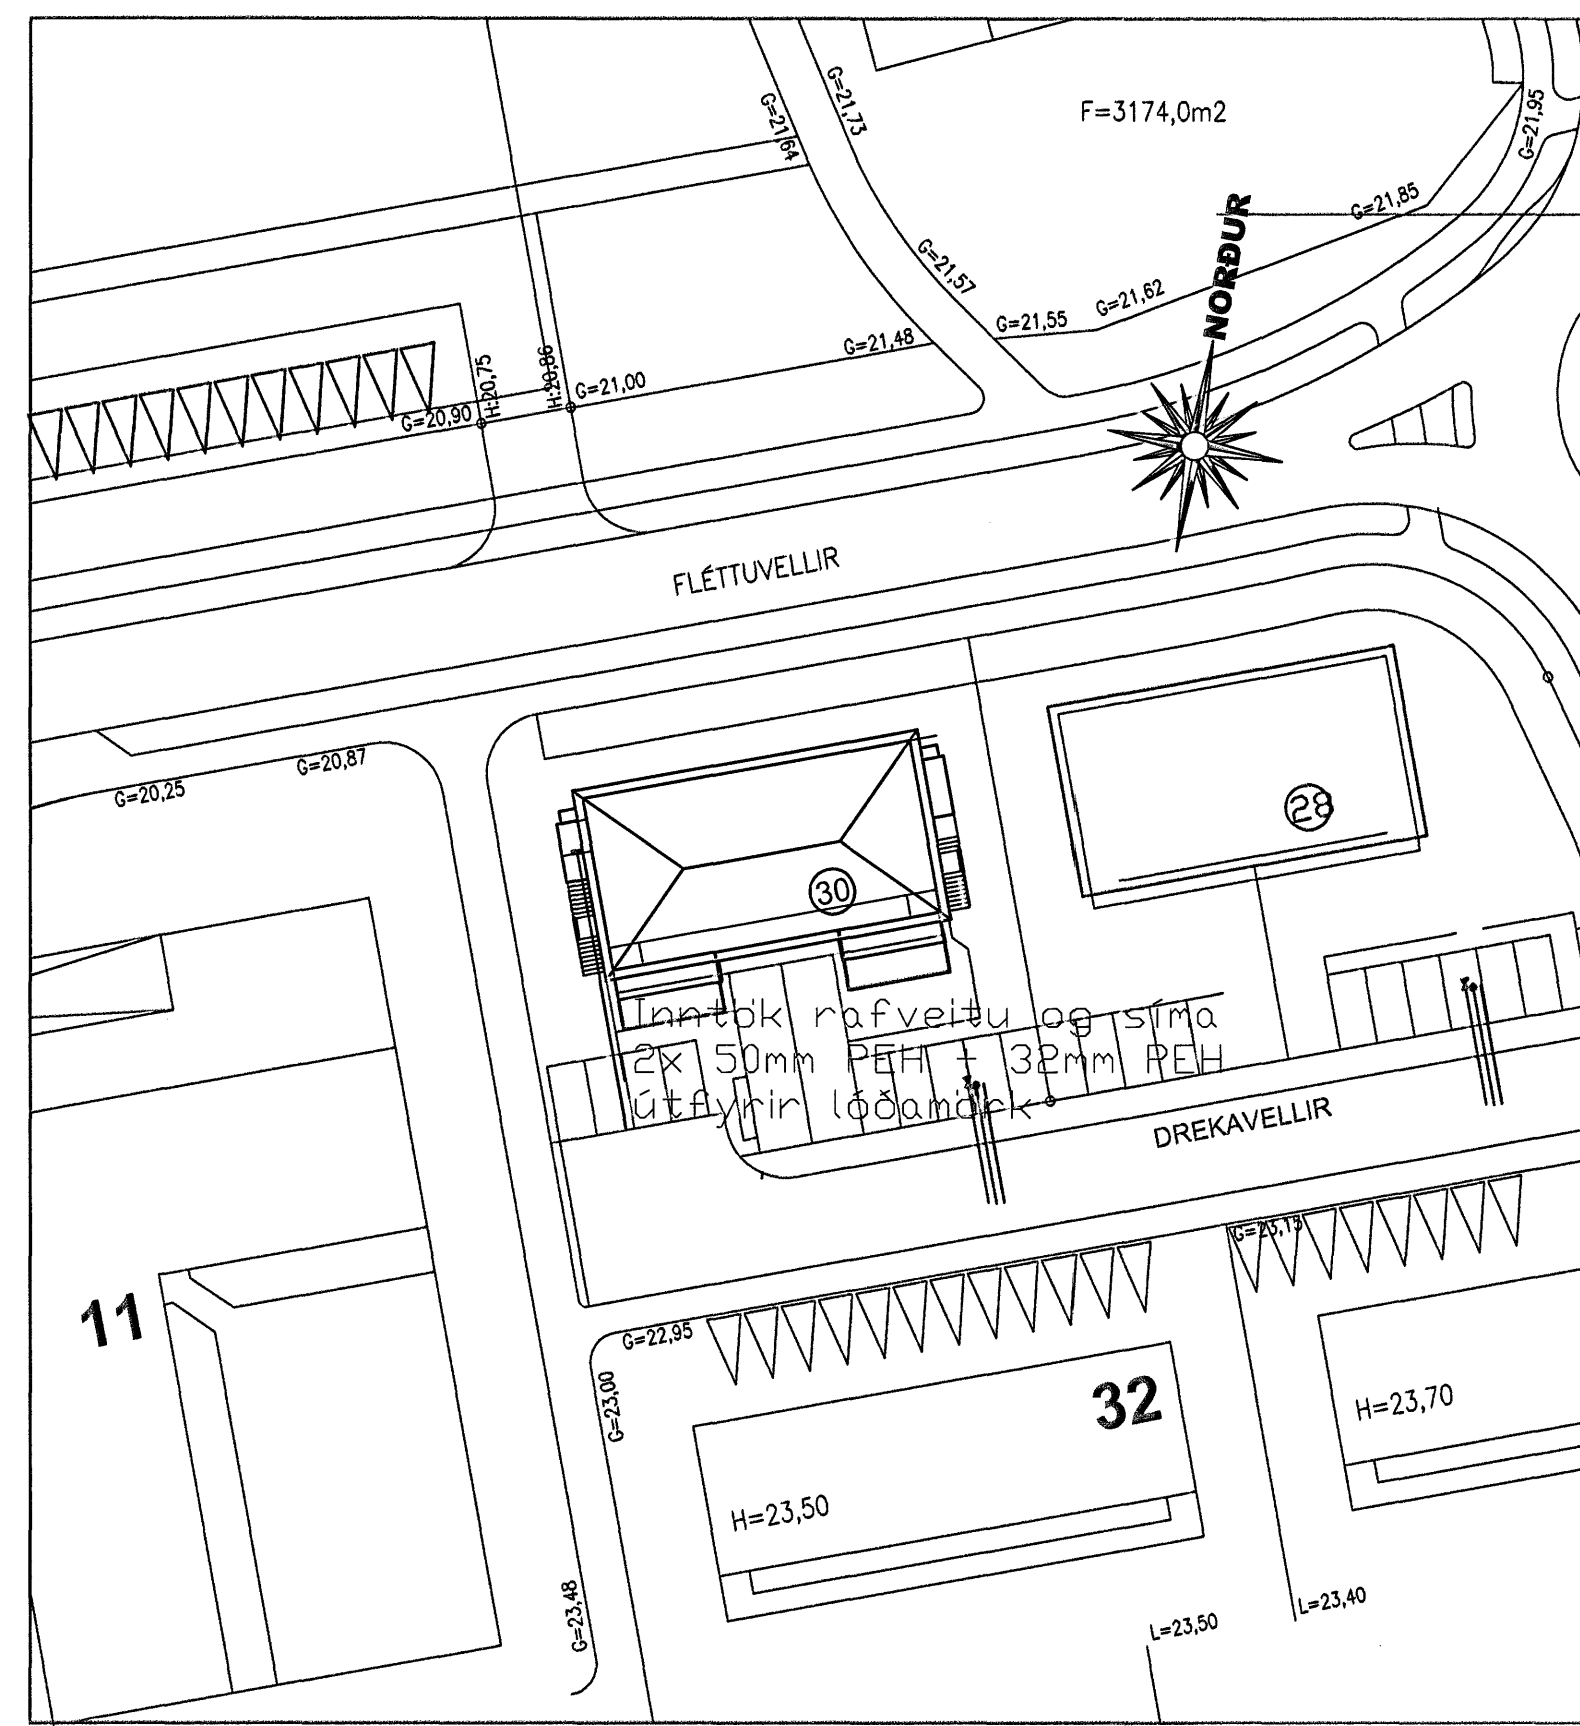 G=21,73
G=21,64
F=3174,0m2
G=21,95
G=21,85
NORÐUR
G=21,57
G=21,62
G=21,55
G=21,48
H:20,75
H:20,86
G=21,00
G=20,90
FLÉTTUVELLIR
G=20,87
G=20,25
28
30
Inntök rafveitu og síma
2x 50mm PEH + 32mm PEH
útfyrir lóðamörk
DREKAVELLIR
G=23,13
11
G=22,95
G=23,00
32
H=23,70
H=23,50
G=23,48
L=23,40
L=23,50